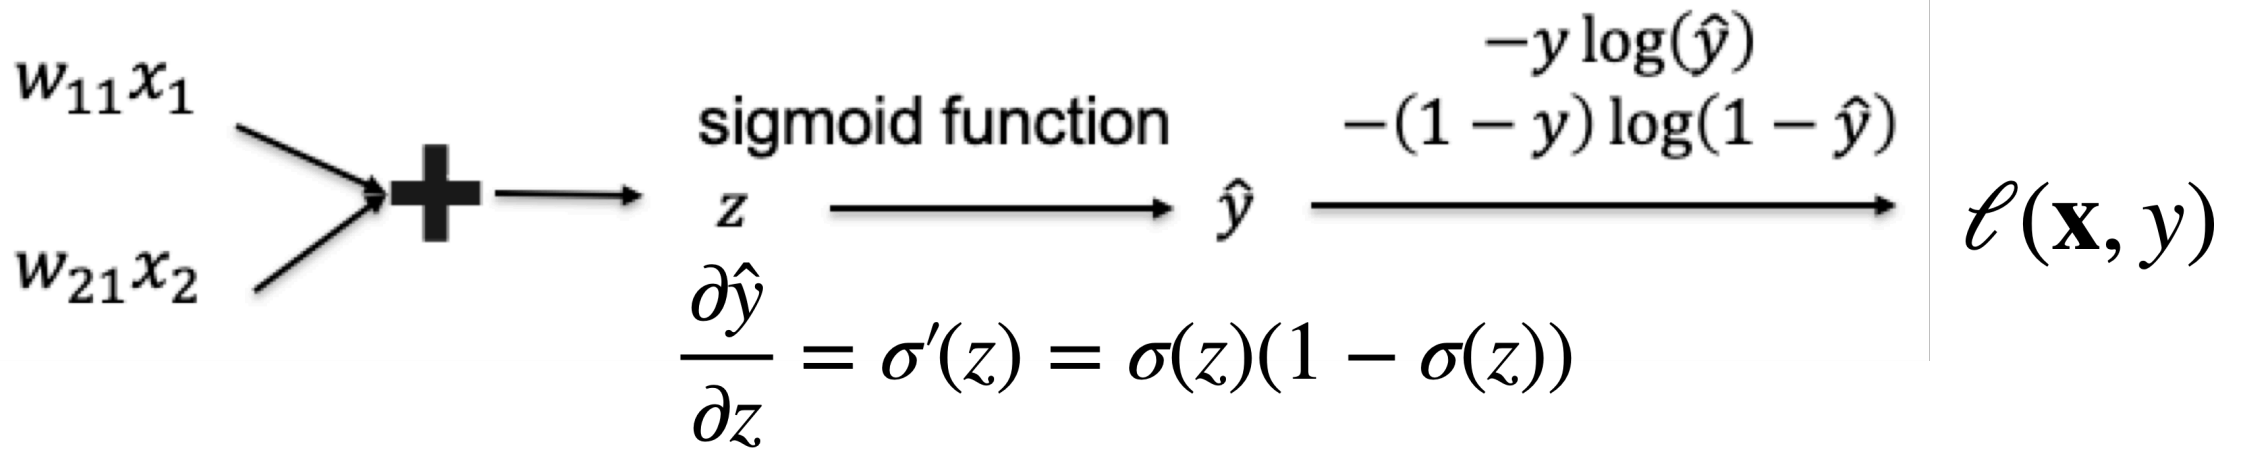 w₁₁x₁
w₂₁x₂
+
sigmoid function
z
ŷ
−y log(ŷ)
−(1 − y) log(1 − ŷ)
ℓ(𝐱, y)
∂ŷ/∂z = σ′(z) = σ(z)(1 − σ(z))